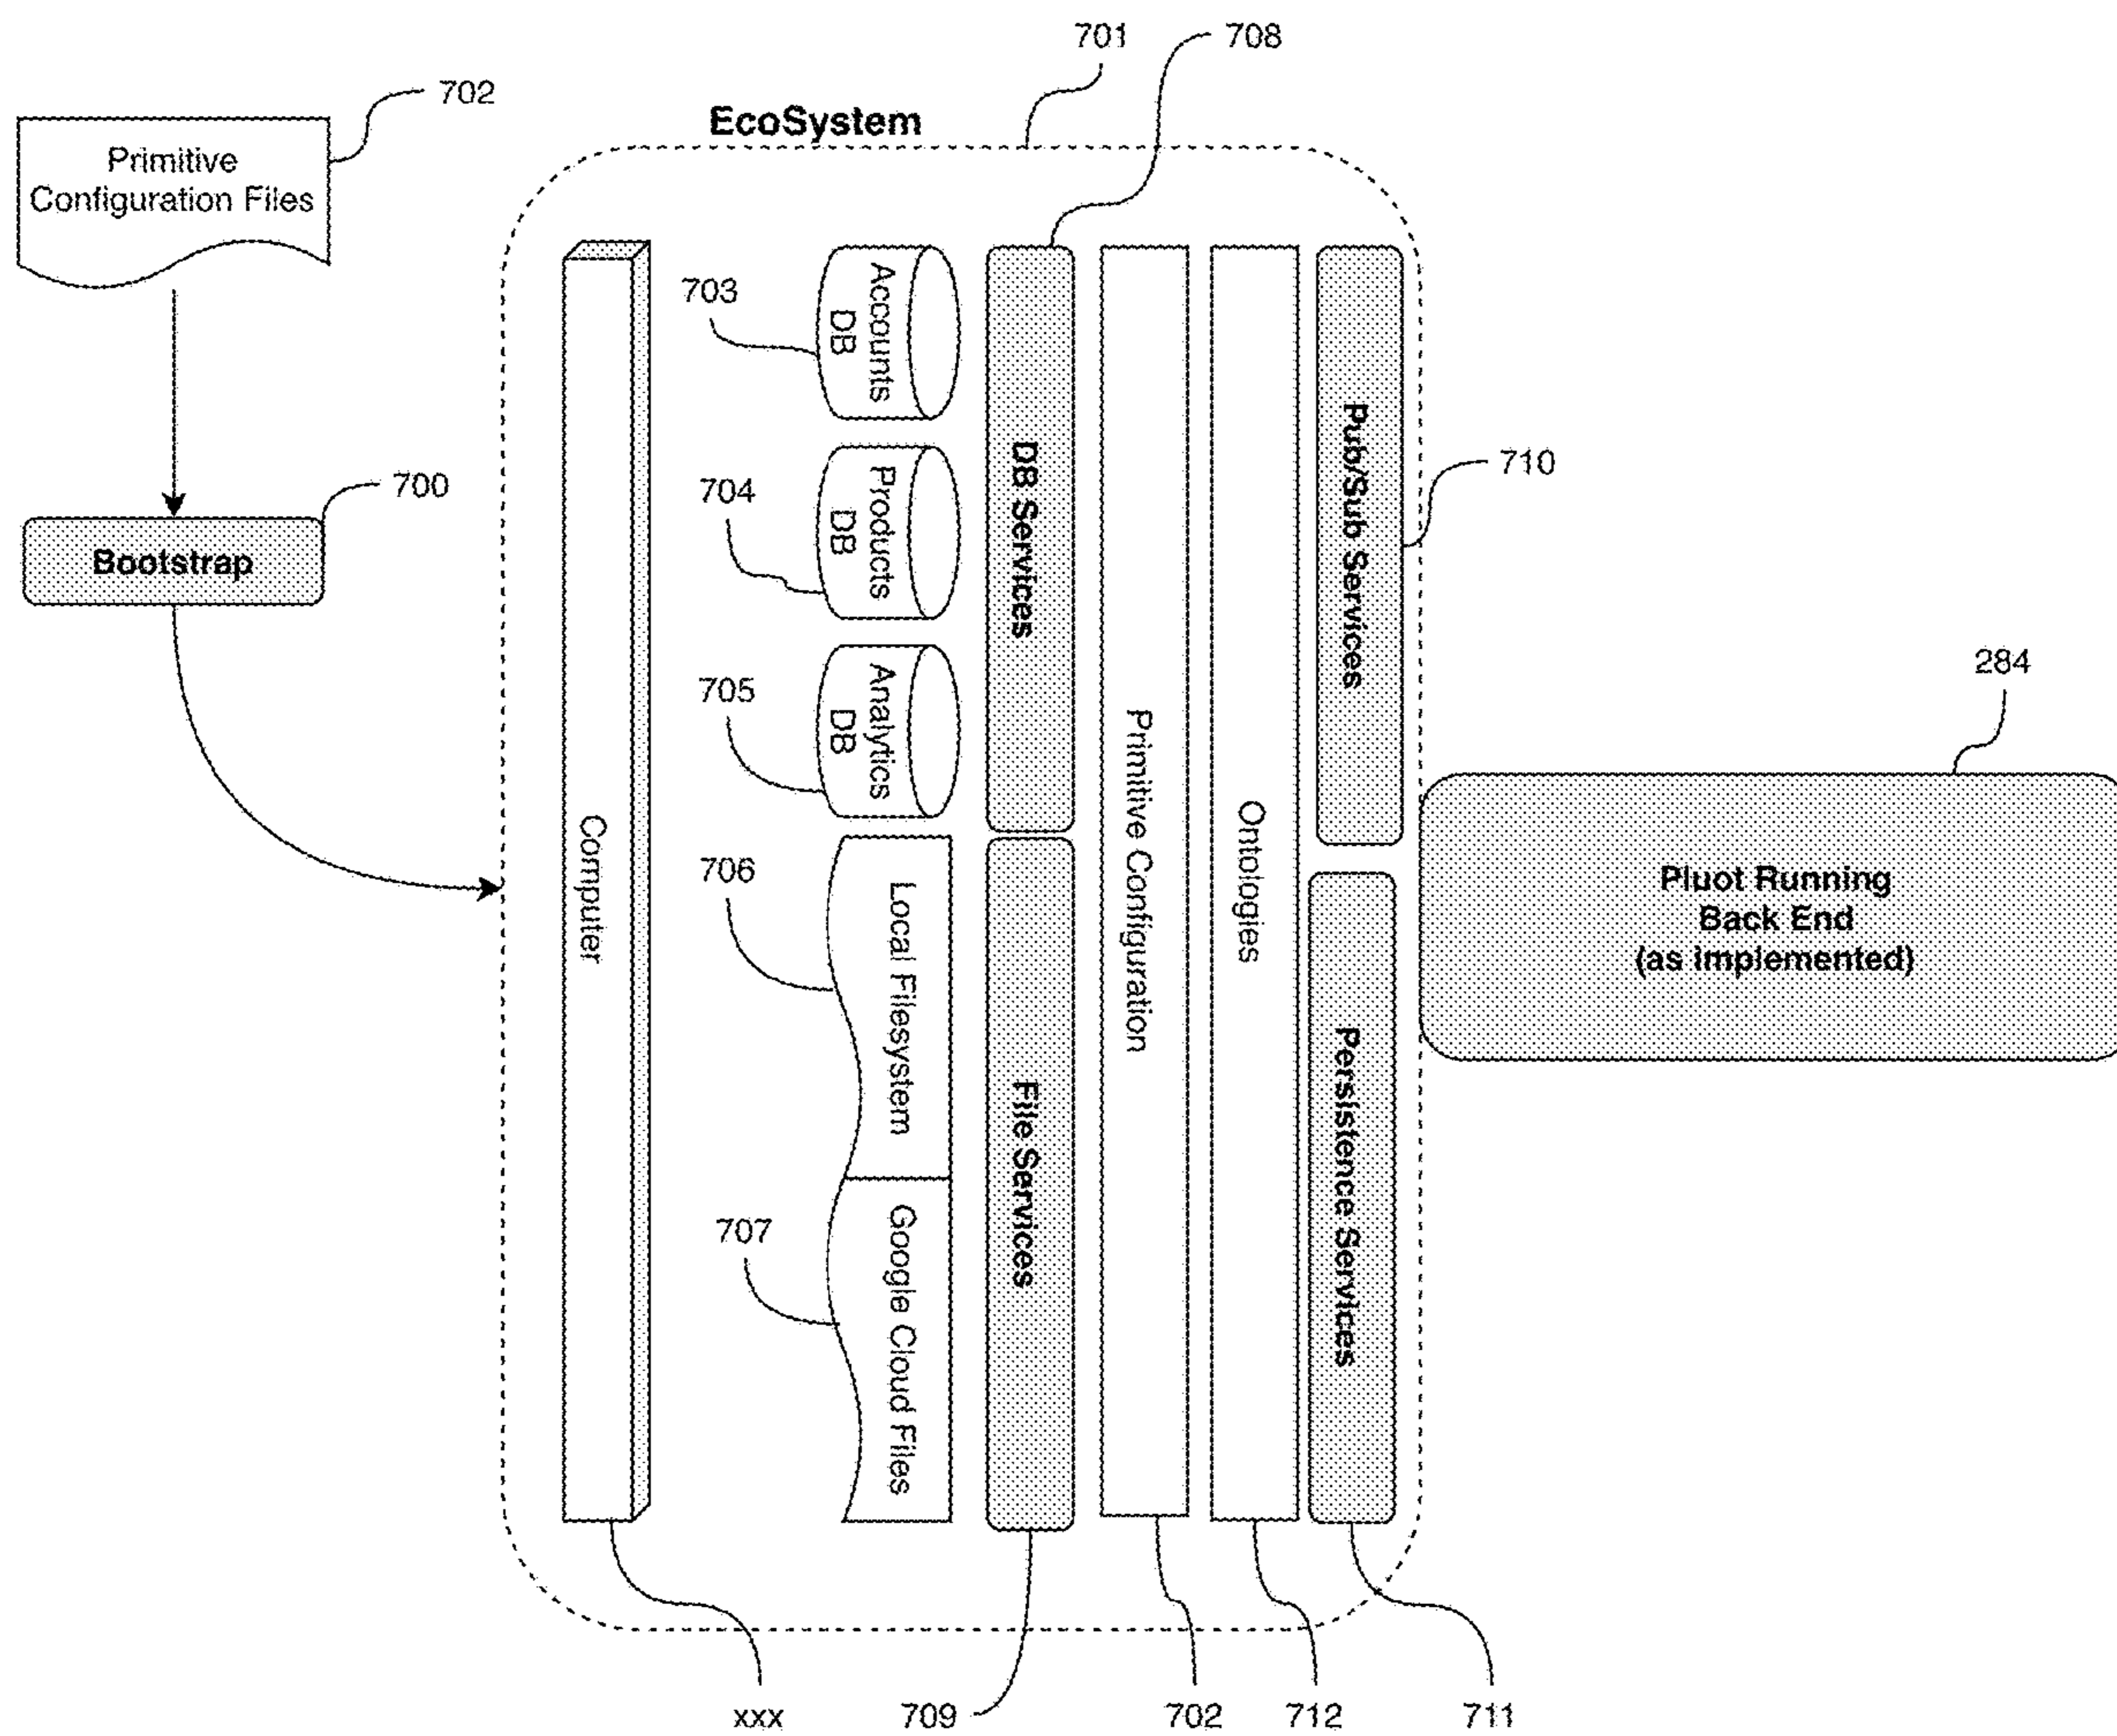 701
708
702
EcoSystem
Primitive
Configuration Files
703
Accounts
DB
700
Bootstrap
704
Products
DB
DB Services
Pub/Sub Services
710
705
Analytics
DB
284
Computer
706
Local Filesystem
Primitive Configuration
Ontologies
Pluot Running
Back End
(as implemented)
707
Google Cloud Files
File Services
Persistence Services
xxx
709
702
712
711